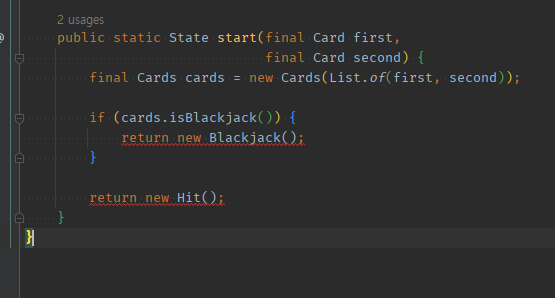 2 usages
public static State start(final Card first,
final Card second) {
final Cards cards = new Cards(List.of(first, second));
if (cards.isBlackjack()) {
return new Blackjack();
}
return new Hit();
}
}